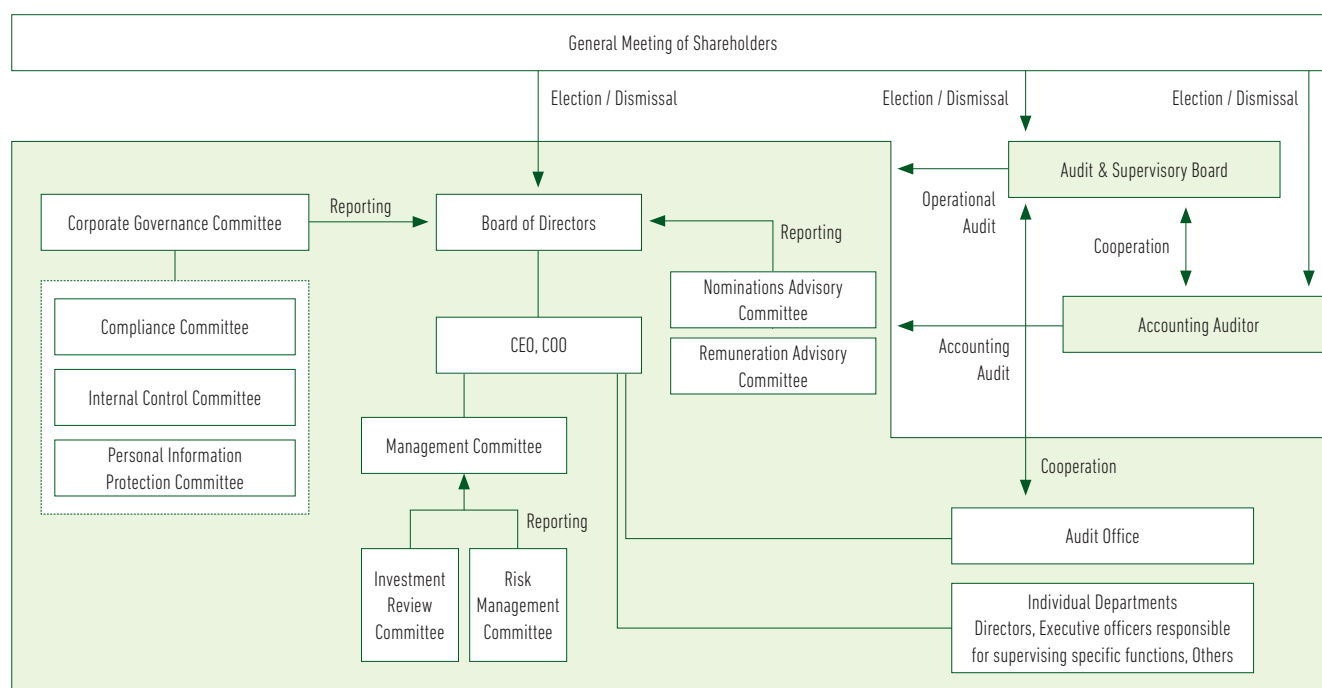 General Meeting of Shareholders
Election / Dismissal
Election / Dismissal
Election / Dismissal
Audit & Supervisory Board
Operational
Audit
Corporate Governance Committee
Reporting
Board of Directors
Reporting
Cooperation
Nominations Advisory
Committee
Compliance Committee
CEO, COO
Accounting Auditor
Remuneration Advisory
Committee
Accounting
Audit
Internal Control Committee
Management Committee
Personal Information
Protection Committee
Cooperation
Reporting
Audit Office
Investment
Review
Committee
Risk
Management
Committee
Individual Departments
Directors, Executive officers responsible
for supervising specific functions, Others